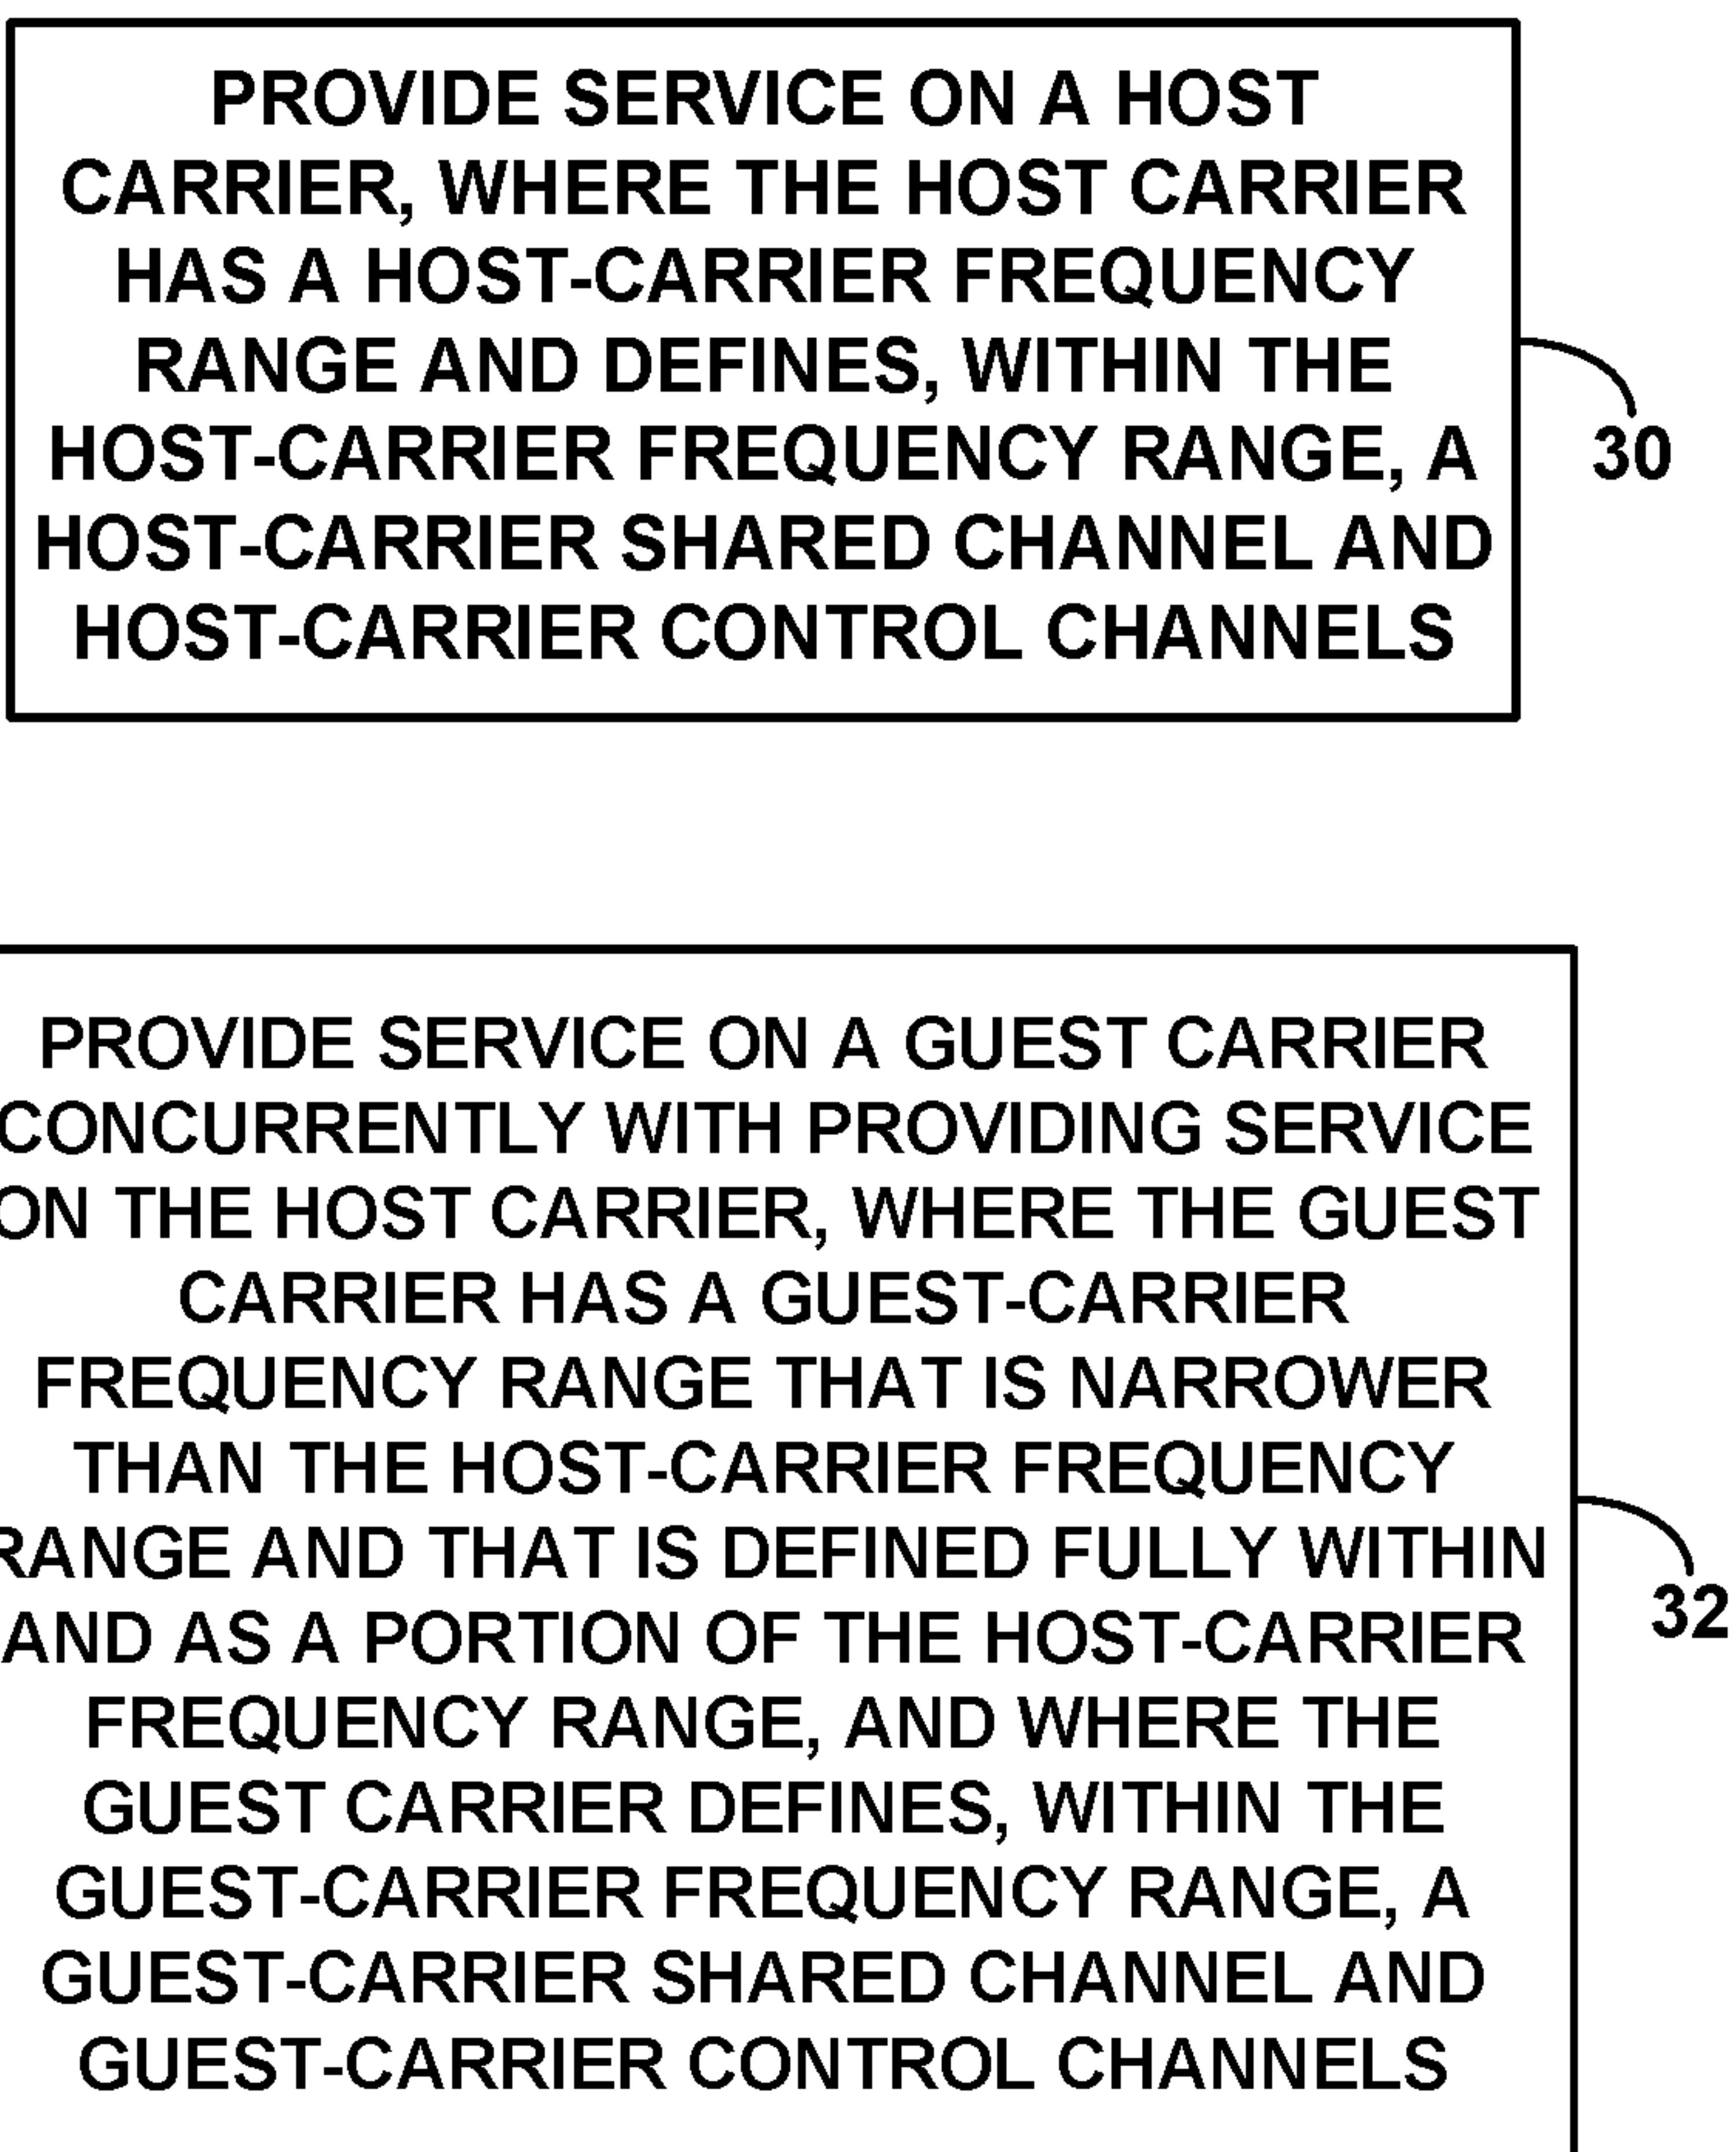 PROVIDE SERVICE ON A HOST
CARRIER, WHERE THE HOST CARRIER
HAS A HOST-CARRIER FREQUENCY
RANGE AND DEFINES, WITHIN THE
HOST-CARRIER FREQUENCY RANGE, A
HOST-CARRIER SHARED CHANNEL AND
HOST-CARRIER CONTROL CHANNELS
30
PROVIDE SERVICE ON A GUEST CARRIER
CONCURRENTLY WITH PROVIDING SERVICE
ON THE HOST CARRIER, WHERE THE GUEST
CARRIER HAS A GUEST-CARRIER
FREQUENCY RANGE THAT IS NARROWER
THAN THE HOST-CARRIER FREQUENCY
RANGE AND THAT IS DEFINED FULLY WITHIN
AND AS A PORTION OF THE HOST-CARRIER
FREQUENCY RANGE, AND WHERE THE
GUEST CARRIER DEFINES, WITHIN THE
GUEST-CARRIER FREQUENCY RANGE, A
GUEST-CARRIER SHARED CHANNEL AND
GUEST-CARRIER CONTROL CHANNELS
32